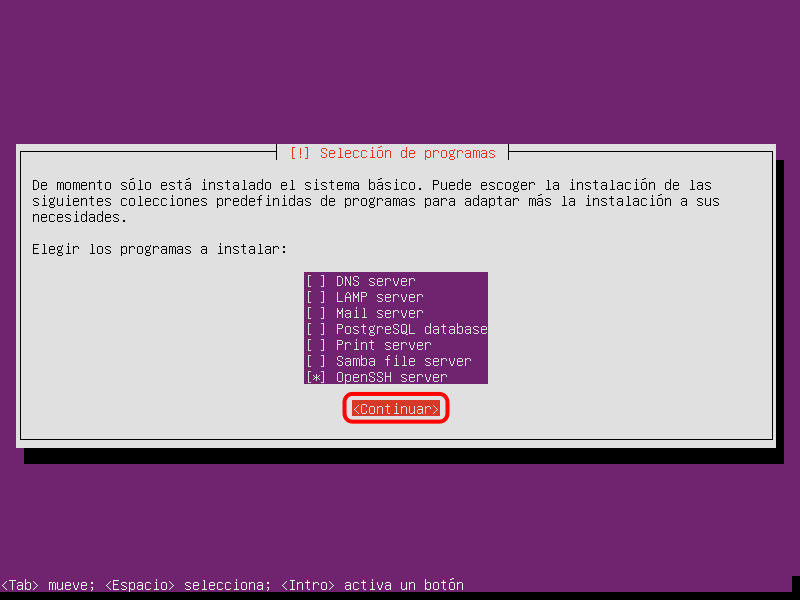 [!] Selección de programas
De momento sólo está instalado el sistema básico. Puede escoger la instalación de las
siguientes colecciones predefinidas de programas para adaptar más la instalación a sus
necesidades.
Elegir los programas a instalar:
[ ] DNS server
[ ] LAMP server
[ ] Mail server
[ ] PostgreSQL database
[ ] Print server
[ ] Samba file server
[*] OpenSSH server
<Continuar>
<Tab> mueve; <Espacio> selecciona; <Intro> activa un botón